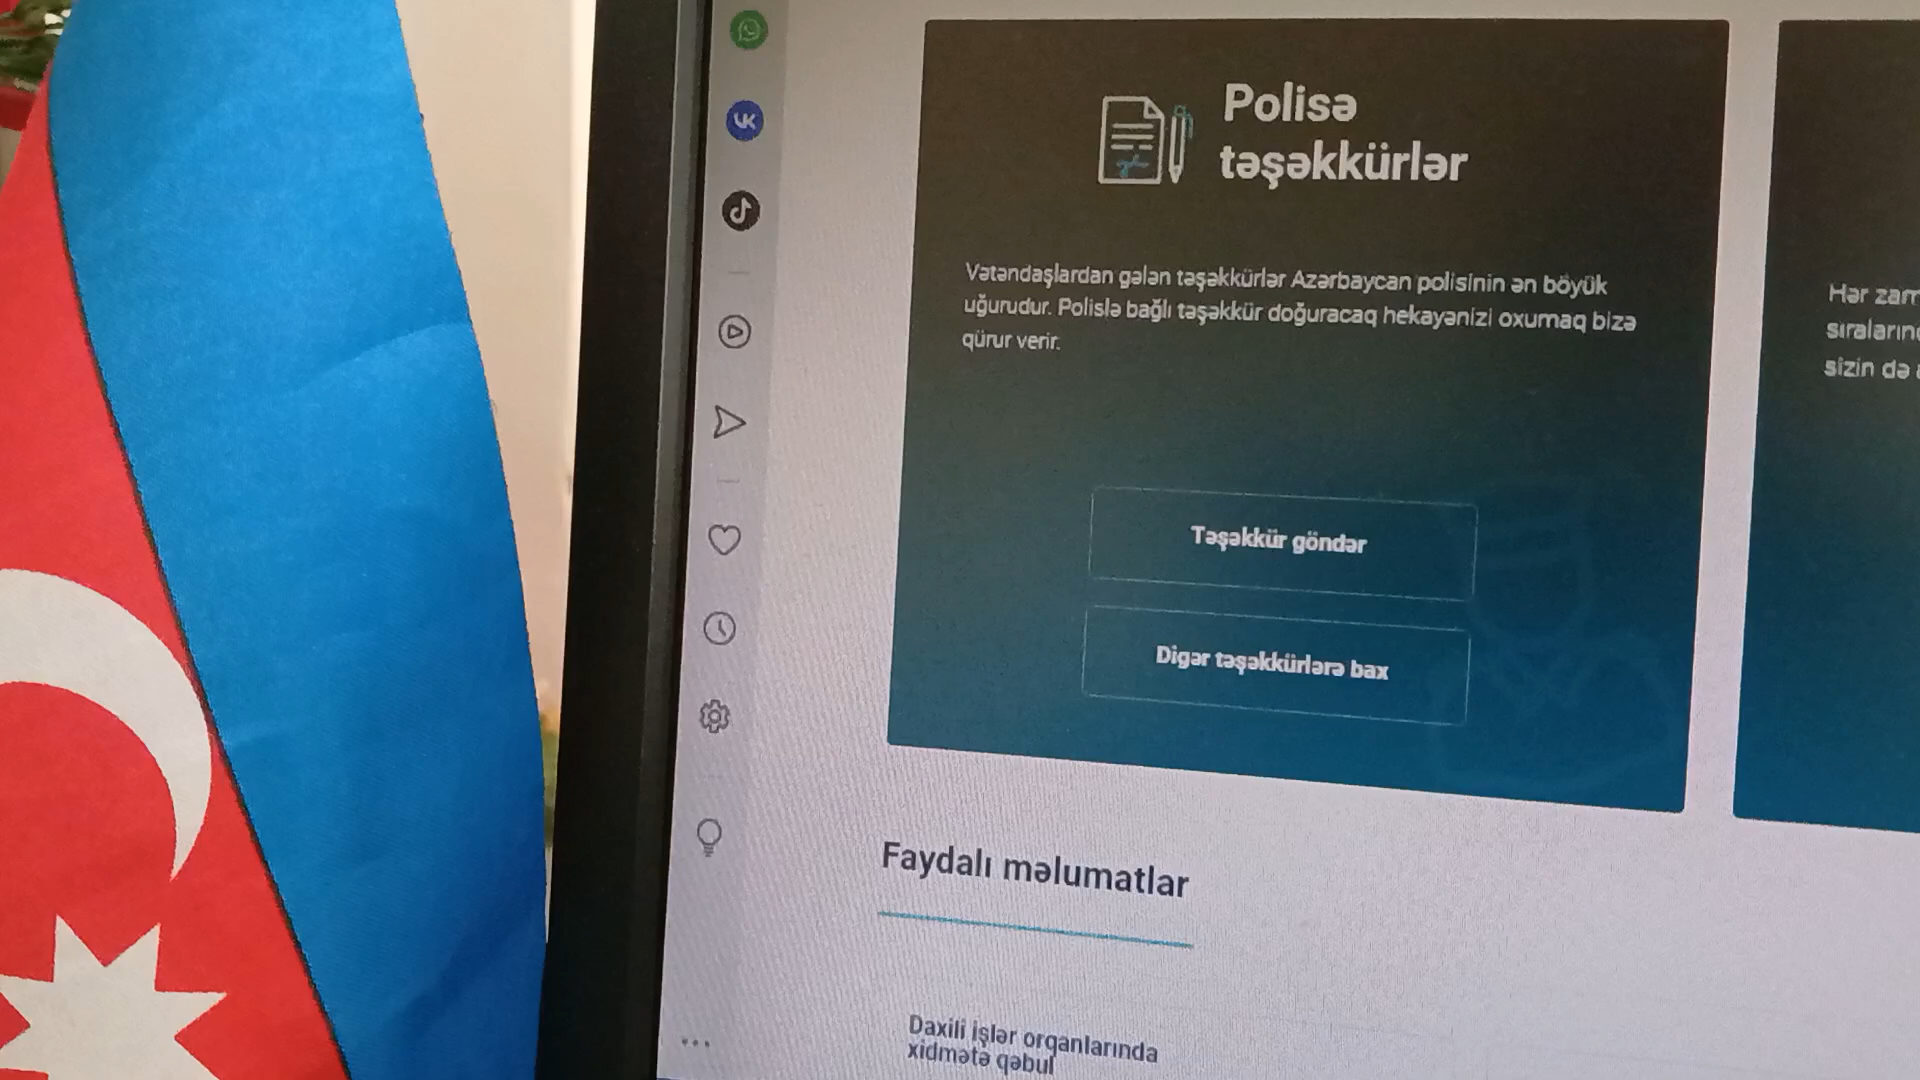 Polisə
təşəkkürlər
Vətəndaşlardan gələn təşəkkürlər Azərbaycan polisinin ən böyük
uğurudur. Polislə bağlı təşəkkür doğuracaq hekayənizi oxumaq bizə
qürur verir.
Təşəkkür göndər
Digər təşəkkürlərə bax
Hər zam
sıraların
sizin də
Faydalı məlumatlar
Daxili işlər orqanlarında
xidmətə qəbul